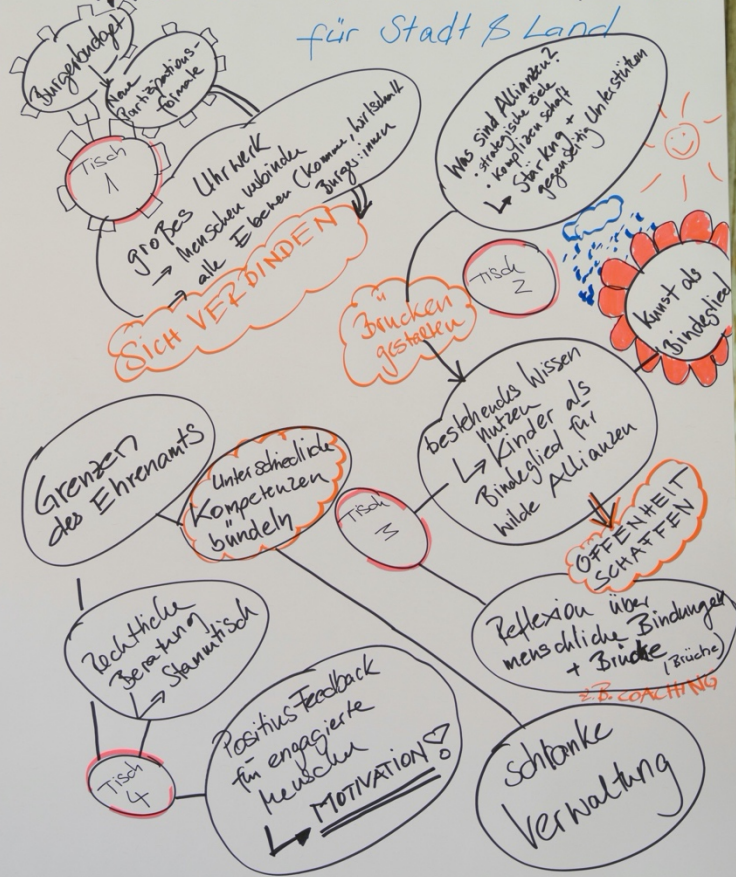 für Stadt & Land
Bürgerbudget
Neue
Partizipations-
formate
Tisch
1
großes Uhrwerk
→ Menschen verbinden
→ alle Ebenen (Komune, Wirtschaft
Bürger:innen
SICH VERBINDEN
Was sind Allianzen?
• strategische Ziele
• Komplizenschaft
↳ Stärkng +
gegenseitig unterstützen
Tisch
2
Brücken
gestalten
Kunst als
Bindeglied
bestehendes Wissen
nutzen
↳ Kinder als
Bindeglied für
wilde Allianzen
Tisch
3
OFFENHEIT
SCHAFFEN
Reflexion über
menschliche Bindungen
+ Brücke (Brüche)
z.B. COACHING
Grenzen
des Ehrenamts
Unterschiedliche
Kompetenzen
bündeln
Rechtliche
Beratung
↳ Stammtisch
Tisch
4
Positives Feedback
für engagierte
Menschen
↳ MOTIVATION!
schlanke
Verwaltung